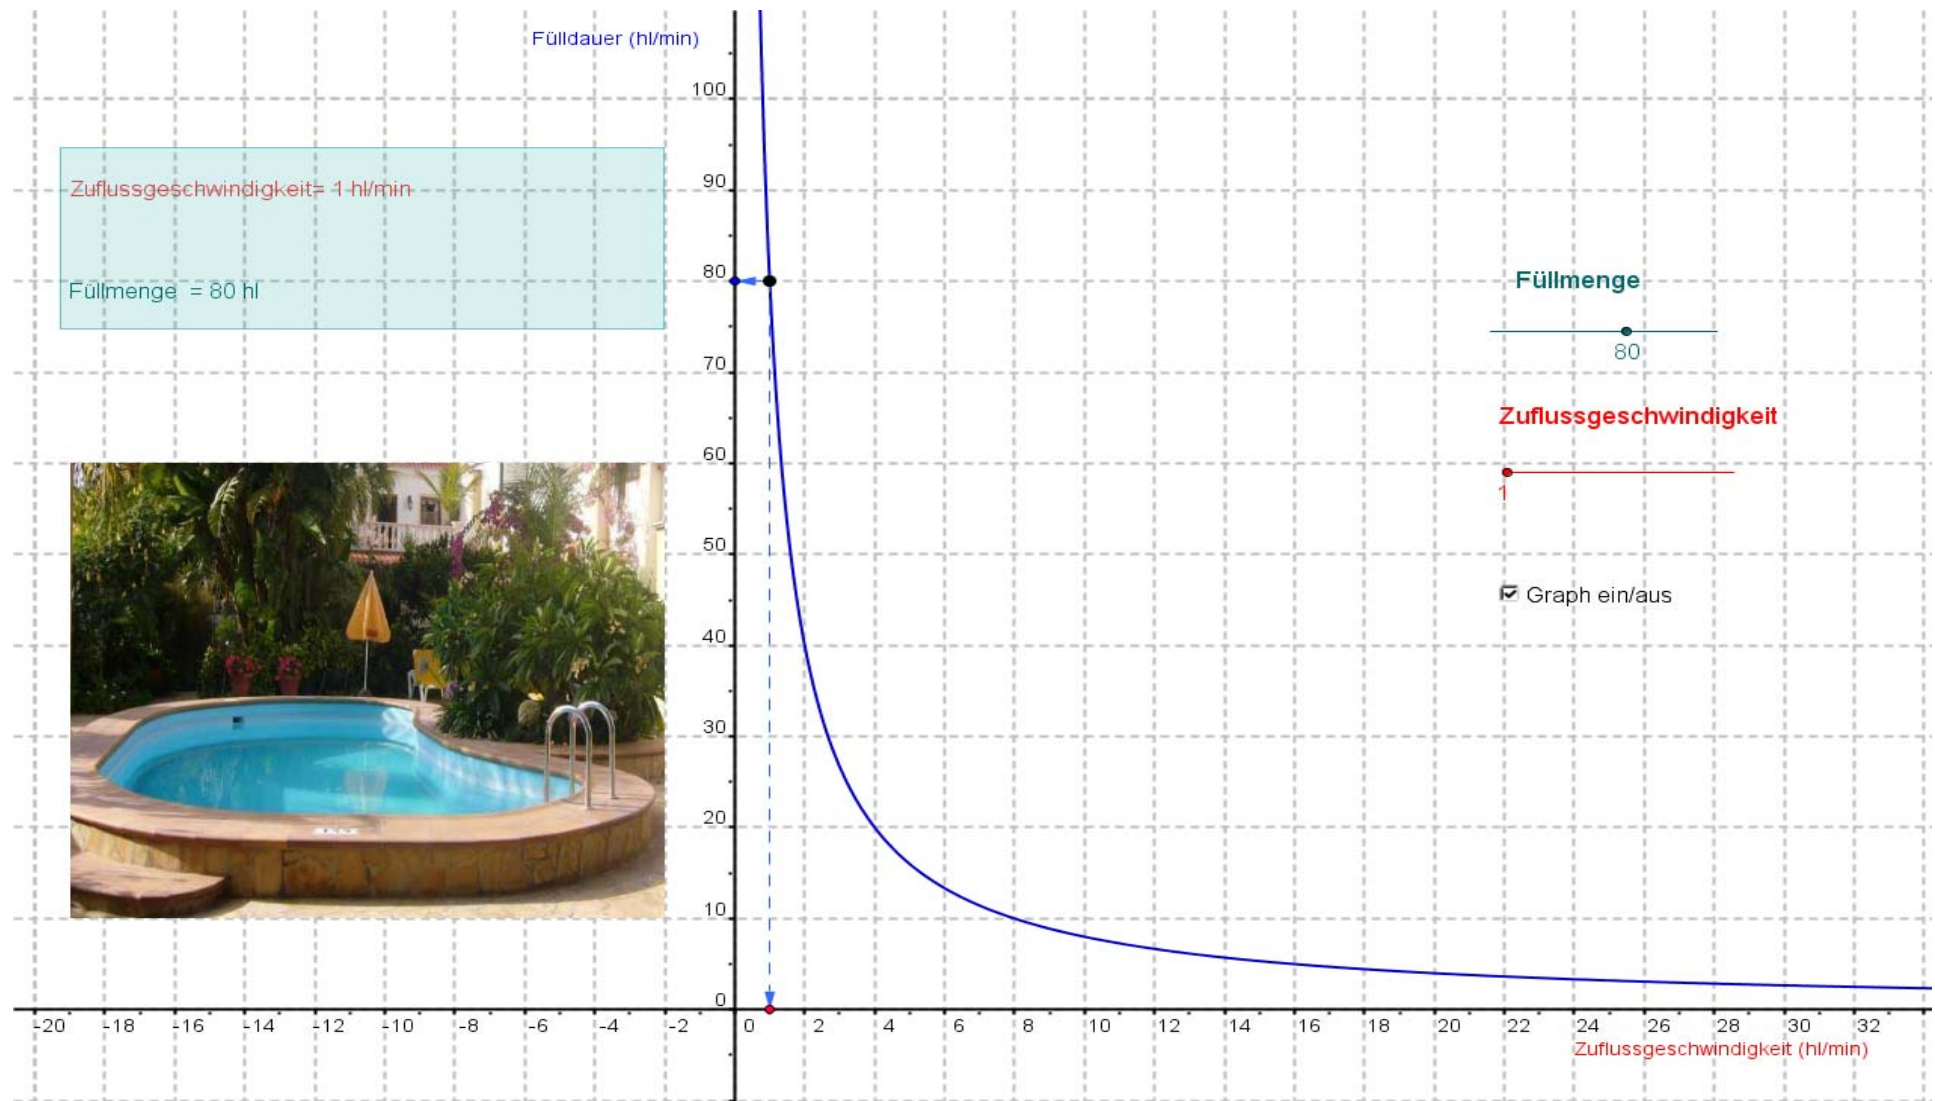 Fülldauer (hl/min)
100
90
80
70
60
50
40
30
20
10
0
Zuflussgeschwindigkeit= 1 hl/min
Füllmenge = 80 hl
Füllmenge
80
Zuflussgeschwindigkeit
1
Graph ein/aus
-20 -18 -16 -14 -12 -10 -8 -6 -4 -2 0 2 4 6 8 10 12 14 16 18 20 22 24 26 28 30 32
Zuflussgeschwindigkeit (hl/min)